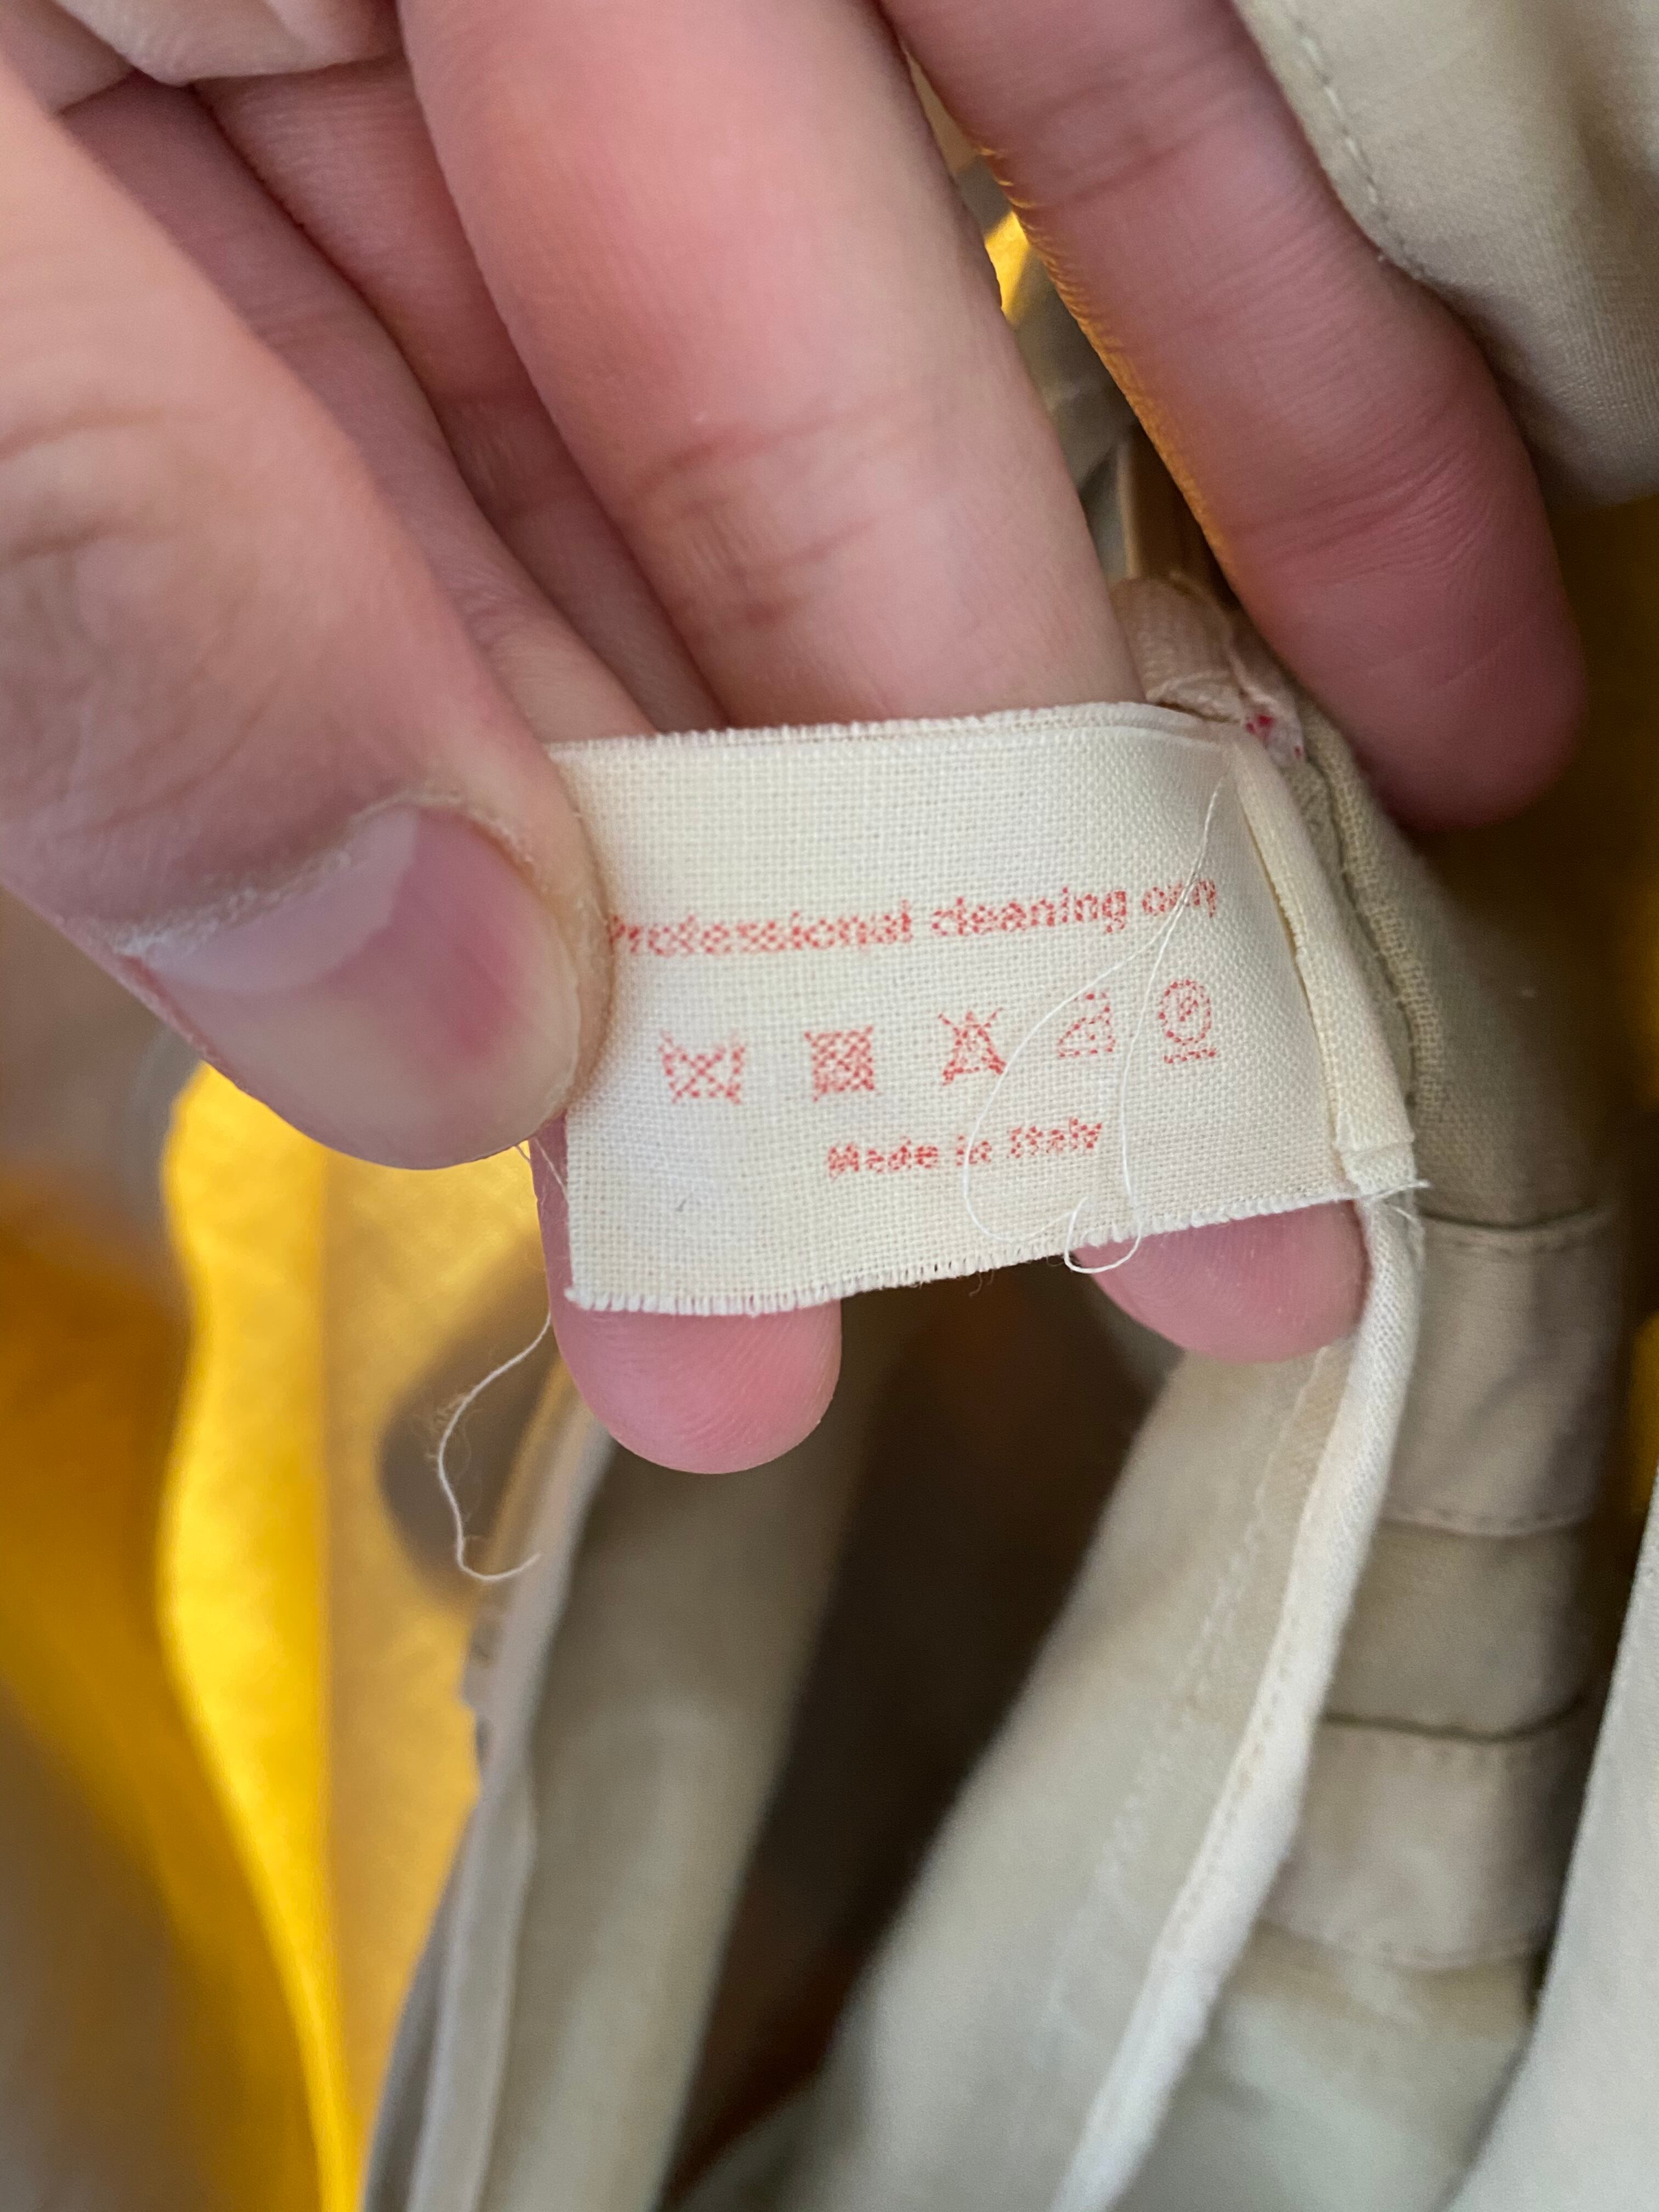 Professional cleaning only
Made in Italy